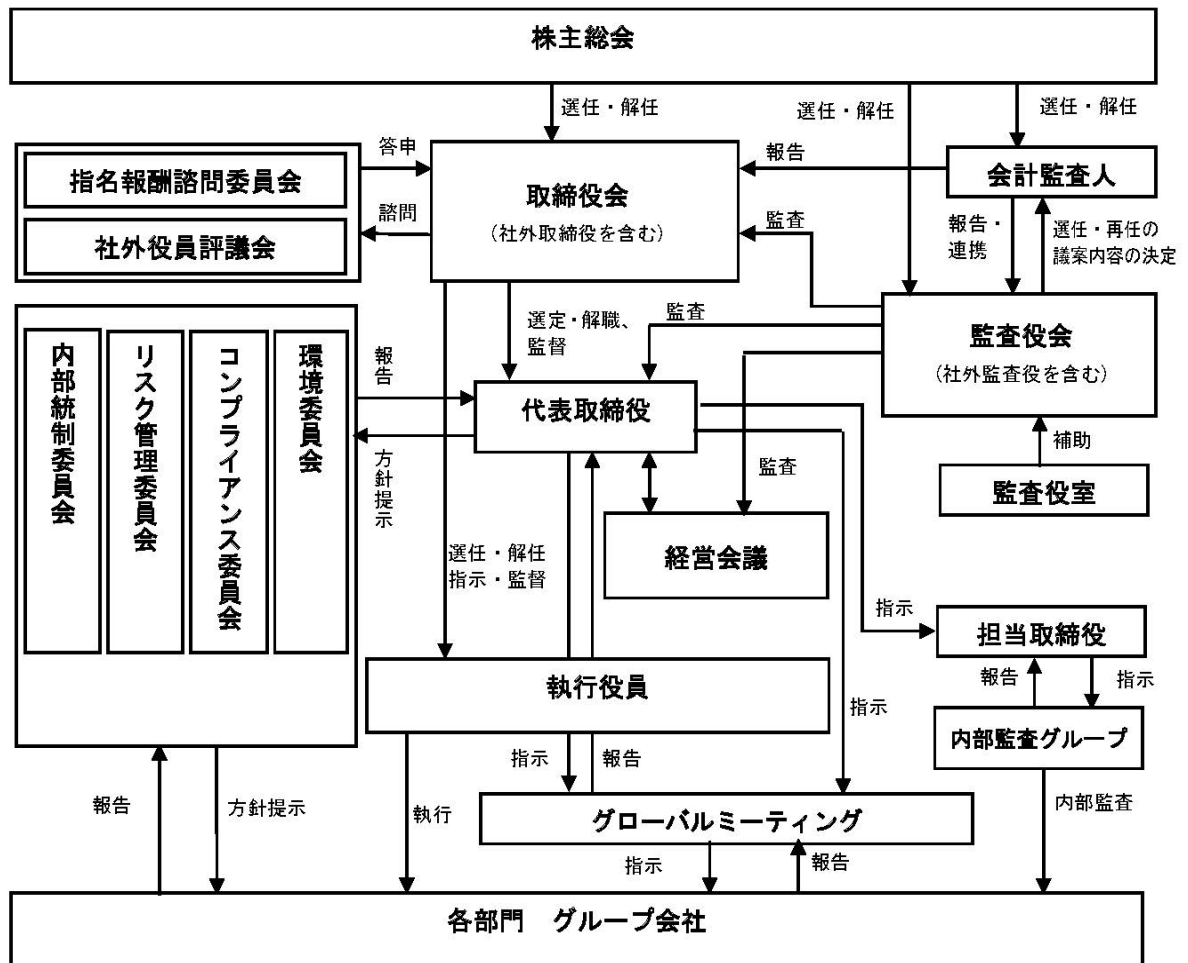 株主総会
選任・解任
選任・解任
選任・解任
指名報酬諮問委員会
社外役員評議会
答申
諮問
取締役会
(社外取締役を含む)
報告
監査
会計監査人
報告・
連携
選任・再任の
議案内容の決定
監査役会
(社外監査役を含む)
補助
監査役室
内部統制委員会
リスク管理委員会
コンプライアンス委員会
環境委員会
報告
方針提示
選定・解職、
監督
監査
代表取締役
監査
経営会議
選任・解任
指示・監督
指示
担当取締役
報告
指示
内部監査グループ
内部監査
執行役員
指示
指示
報告
グローバルミーティング
報告
方針提示
執行
指示
報告
各部門 グループ会社